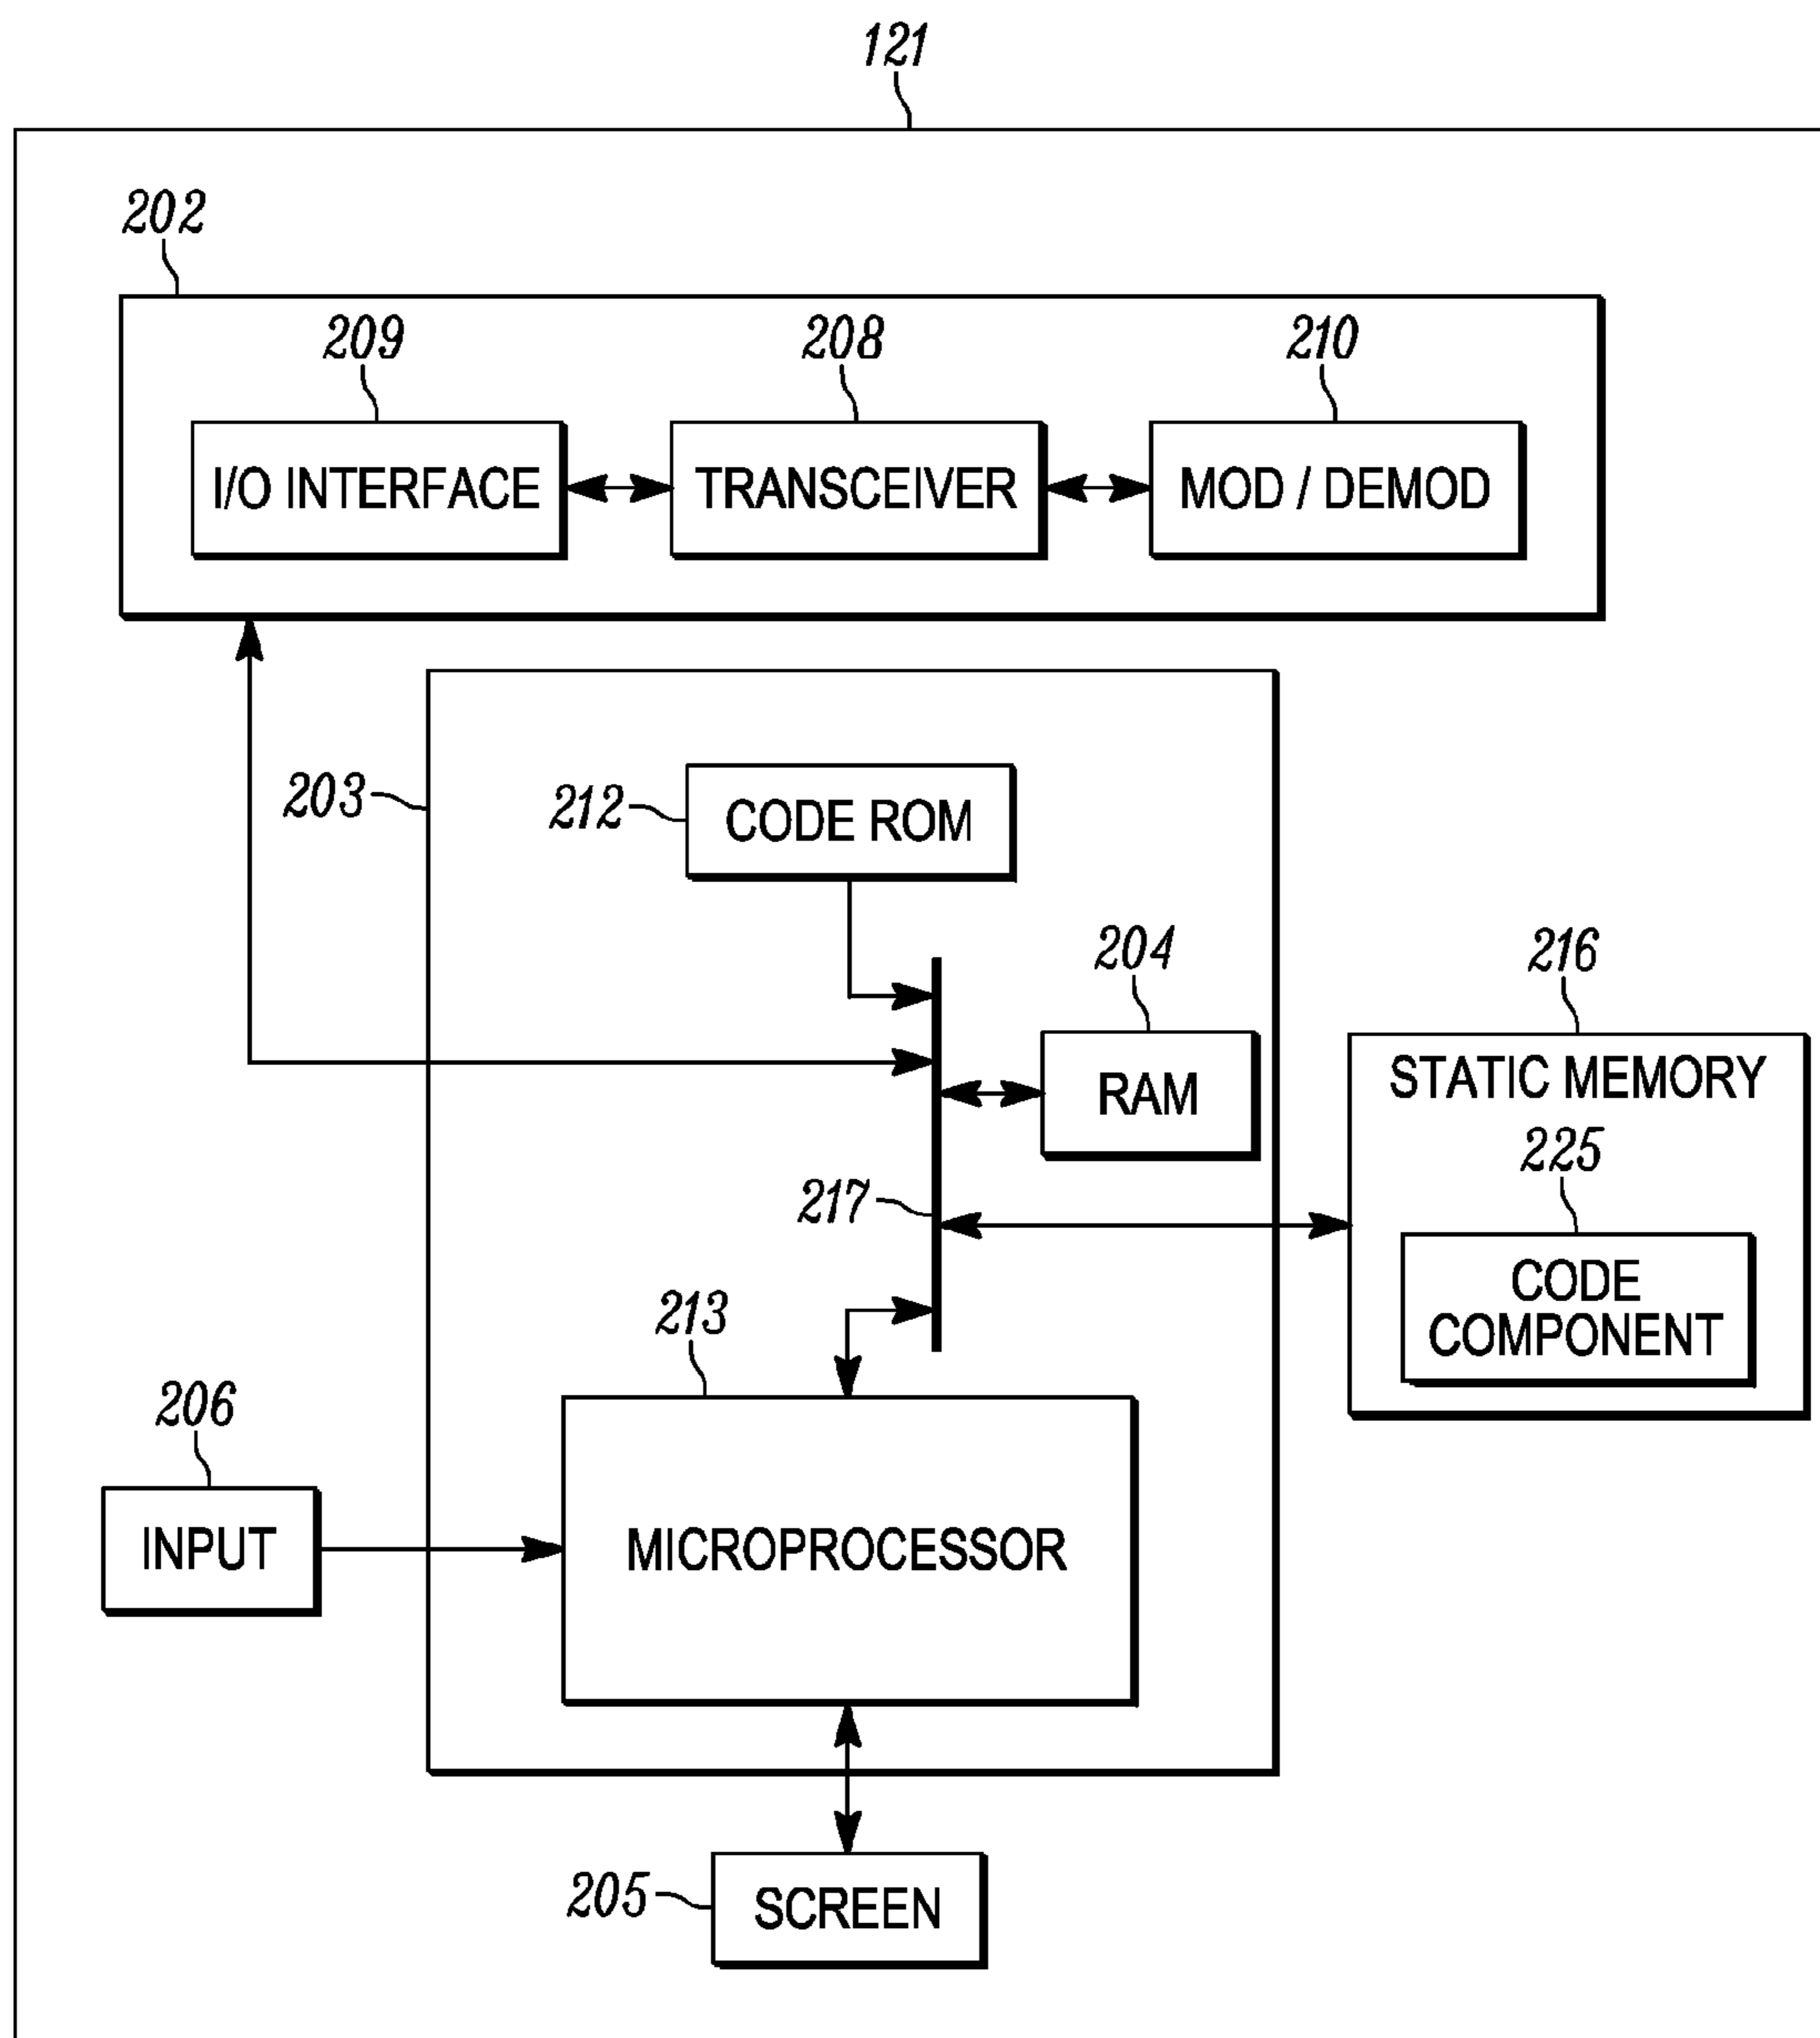 121
202
209
208
210
I/O INTERFACE
TRANSCEIVER
MOD / DEMOD
203
212
CODE ROM
204
RAM
216
STATIC MEMORY
225
CODE
COMPONENT
217
213
MICROPROCESSOR
206
INPUT
205
SCREEN